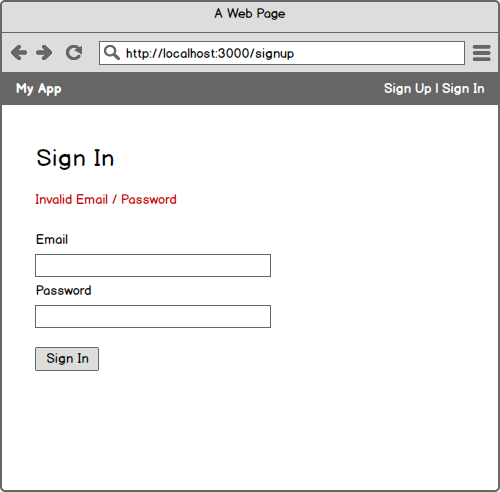 A Web Page
http://localhost:3000/signup
My App
Sign Up | Sign In
Sign In
Invalid Email / Password
Email
Password
Sign In